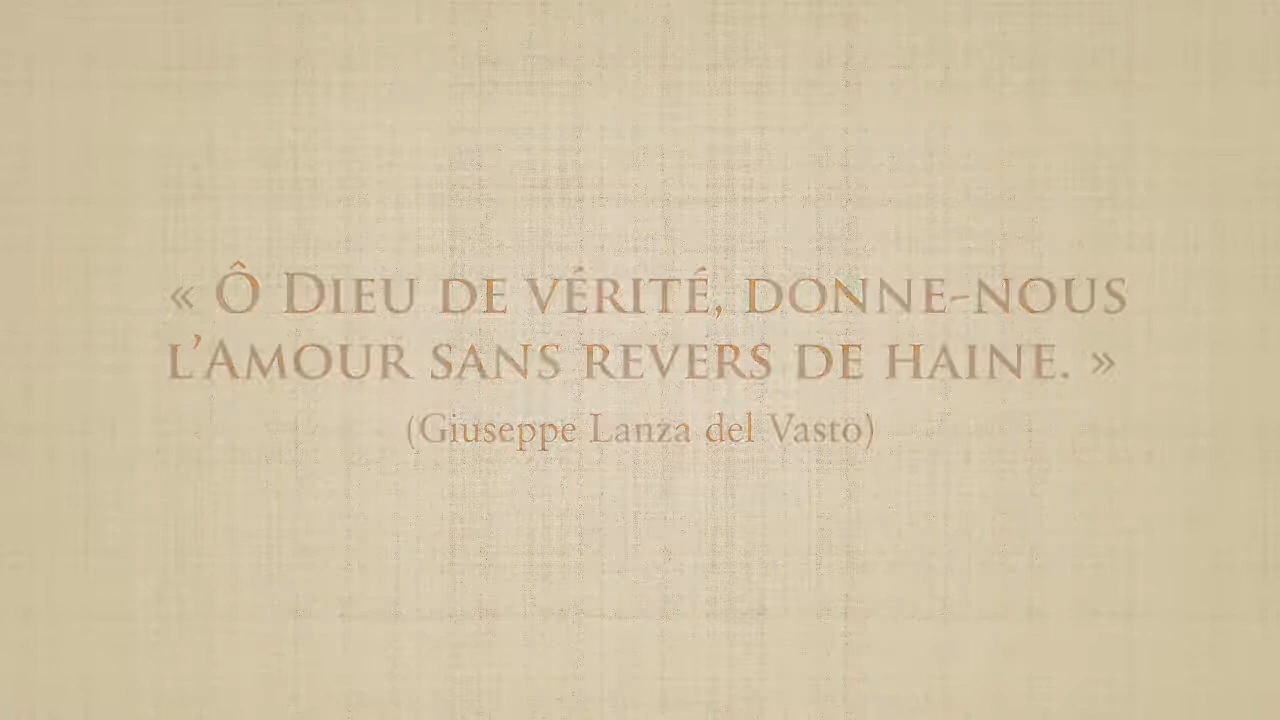 « Ô Dieu de vérité, donne-nous
l’Amour sans revers de haine. »
(Giuseppe Lanza del Vasto)